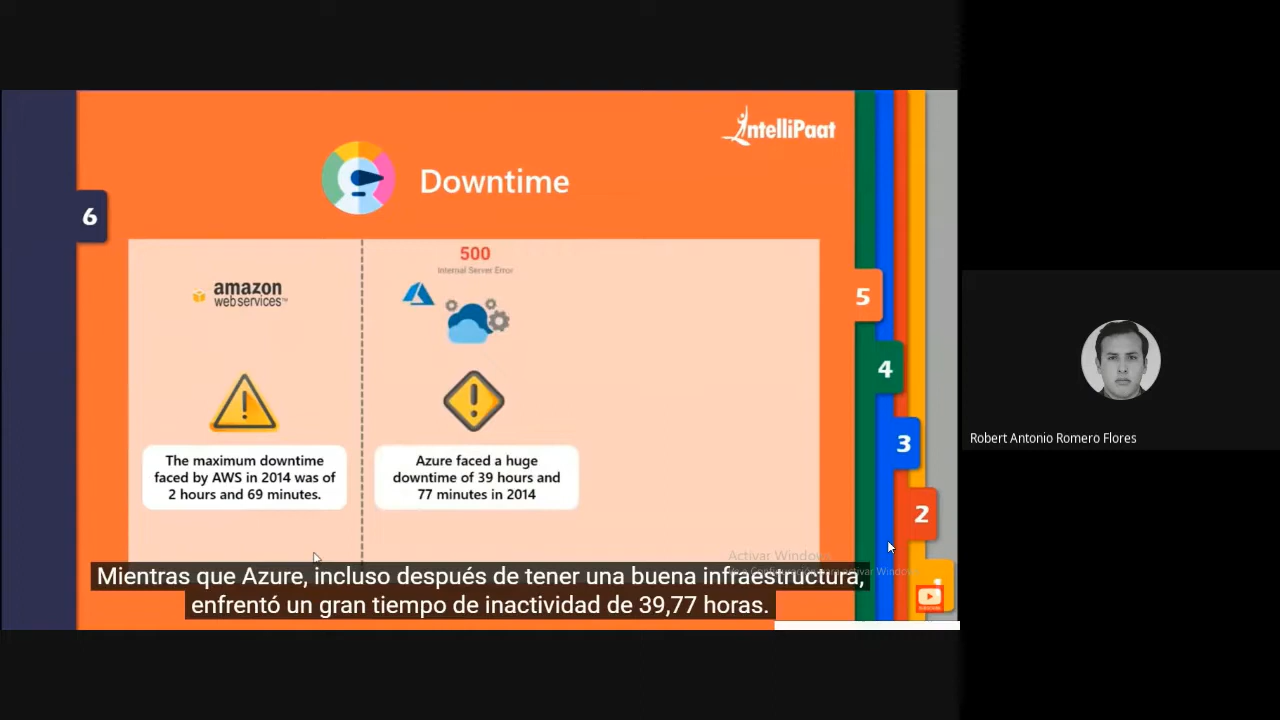 IntelliPaat
Downtime
6
500
Internal Server Error
amazon
web services™
5
4
The maximum downtime
faced by AWS in 2014 was of
2 hours and 69 minutes.
Azure faced a huge
downtime of 39 hours and
77 minutes in 2014
3
2
Robert Antonio Romero Flores
Activar Windows
Mientras que Azure, incluso después de tener una buena infraestructura,
enfrentó un gran tiempo de inactividad de 39,77 horas.